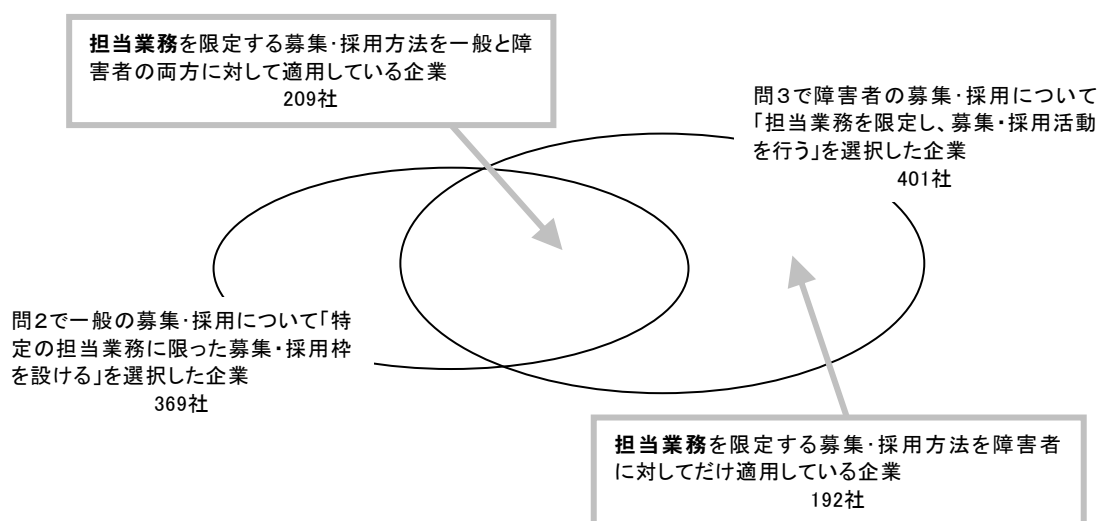 担当業務を限定する募集・採用方法を一般と障
害者の両方に対して適用している企業
209社
問3で障害者の募集・採用について
「担当業務を限定し、募集・採用活動
を行う」を選択した企業
401社
問2で一般の募集・採用について「特
定の担当業務に限った募集・採用枠
を設ける」を選択した企業
369社
担当業務を限定する募集・採用方法を障害者
に対してだけ適用している企業
192社